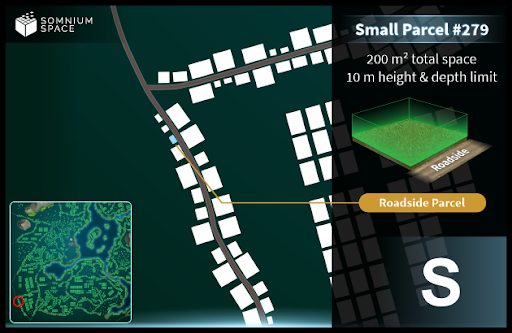 SOMNIUM
SPACE
Small Parcel #279
200 m² total space
10 m height & depth limit
Roadside
Roadside Parcel
S